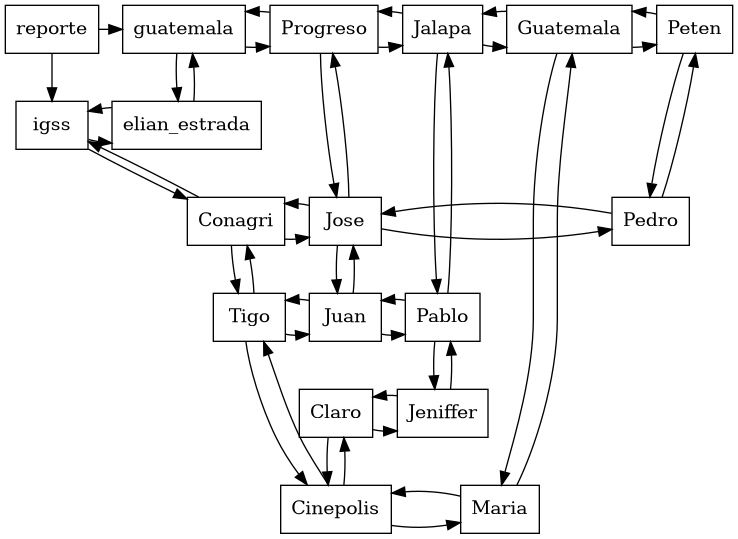 reporte guatemala Progreso Jalapa Guatemala Peten
igss elian_estrada
Conagri Jose Pedro
Tigo Juan Pablo
Claro Jeniffer
Cinepolis Maria